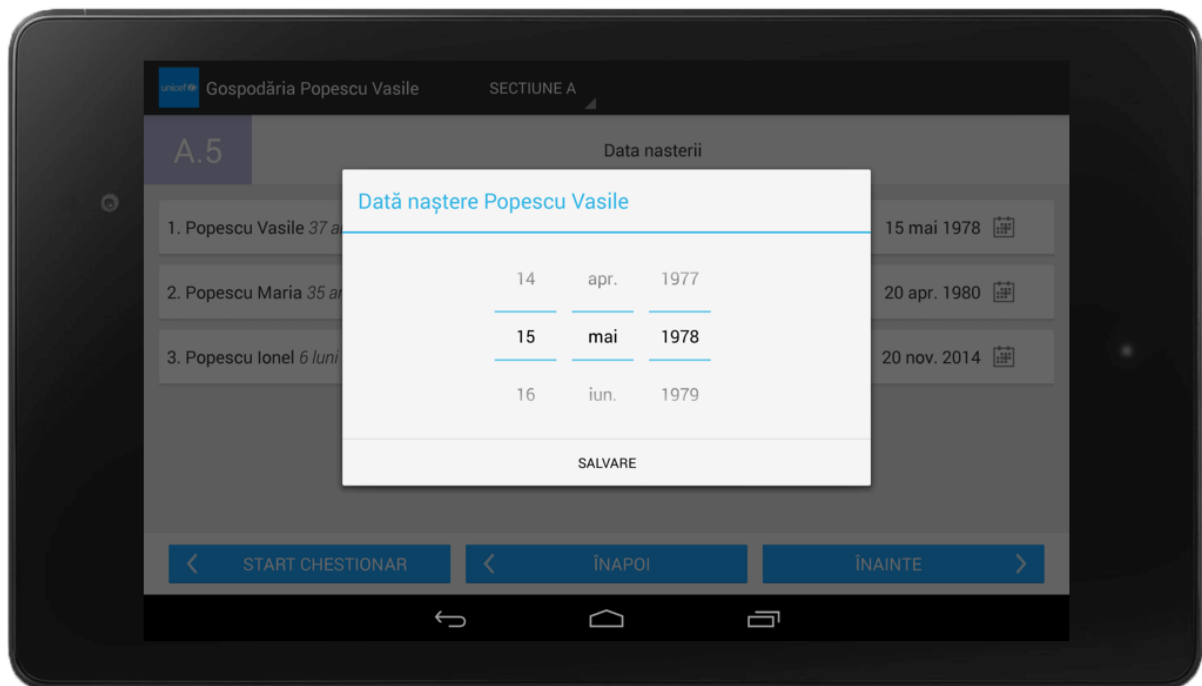 unicef Gospodăria Popescu Vasile SECTIUNE A
A.5 Data nasterii
Dată naștere Popescu Vasile
1. Popescu Vasile 37 a 15 mai 1978
14 apr. 1977
2. Popescu Maria 35 an 20 apr. 1980
15 mai 1978
3. Popescu Ionel 6 luni 20 nov. 2014
16 iun. 1979
SALVARE
START CHESTIONAR ÎNAPOI ÎNAINTE